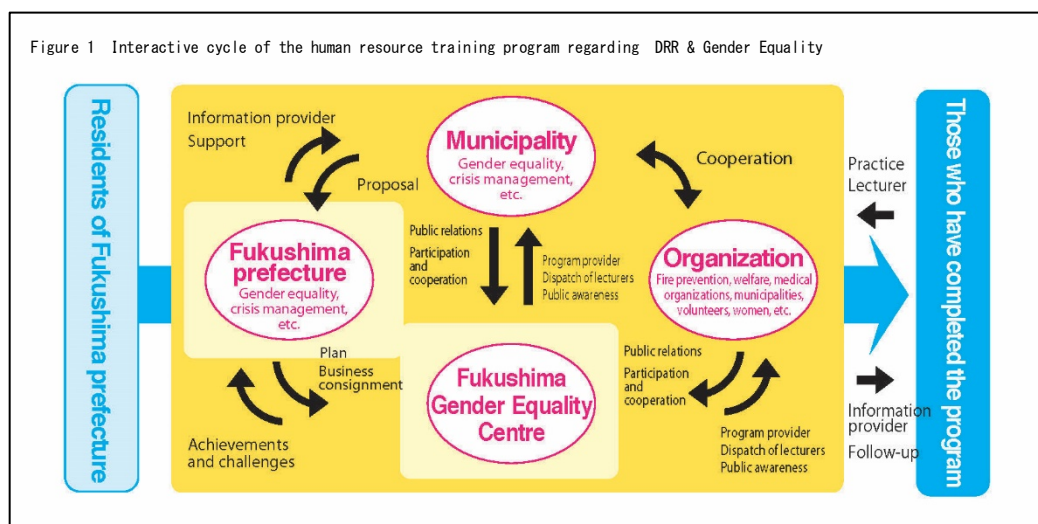 Figure 1 Interactive cycle of the human resource training program regarding DRR & Gender Equality
Residents of Fukushima prefecture
Information provider
Support
Proposal
Municipality
Gender equality,
crisis management,
etc.
Cooperation
Fukushima
prefecture
Gender equality,
crisis management,
etc.
Public relations
Participation
and
cooperation
Program provider
Dispatch of lecturers
Public awareness
Organization
Fire prevention, welfare, medical
organizations, municipalities,
volunteers, women, etc.
Plan
Business
consignment
Achievements
and challenges
Fukushima
Gender Equality
Centre
Public relations
Participation
and
cooperation
Program provider
Dispatch of lecturers
Public awareness
Practice
Lecturer
Information
provider
Follow-up
Those who have completed the program